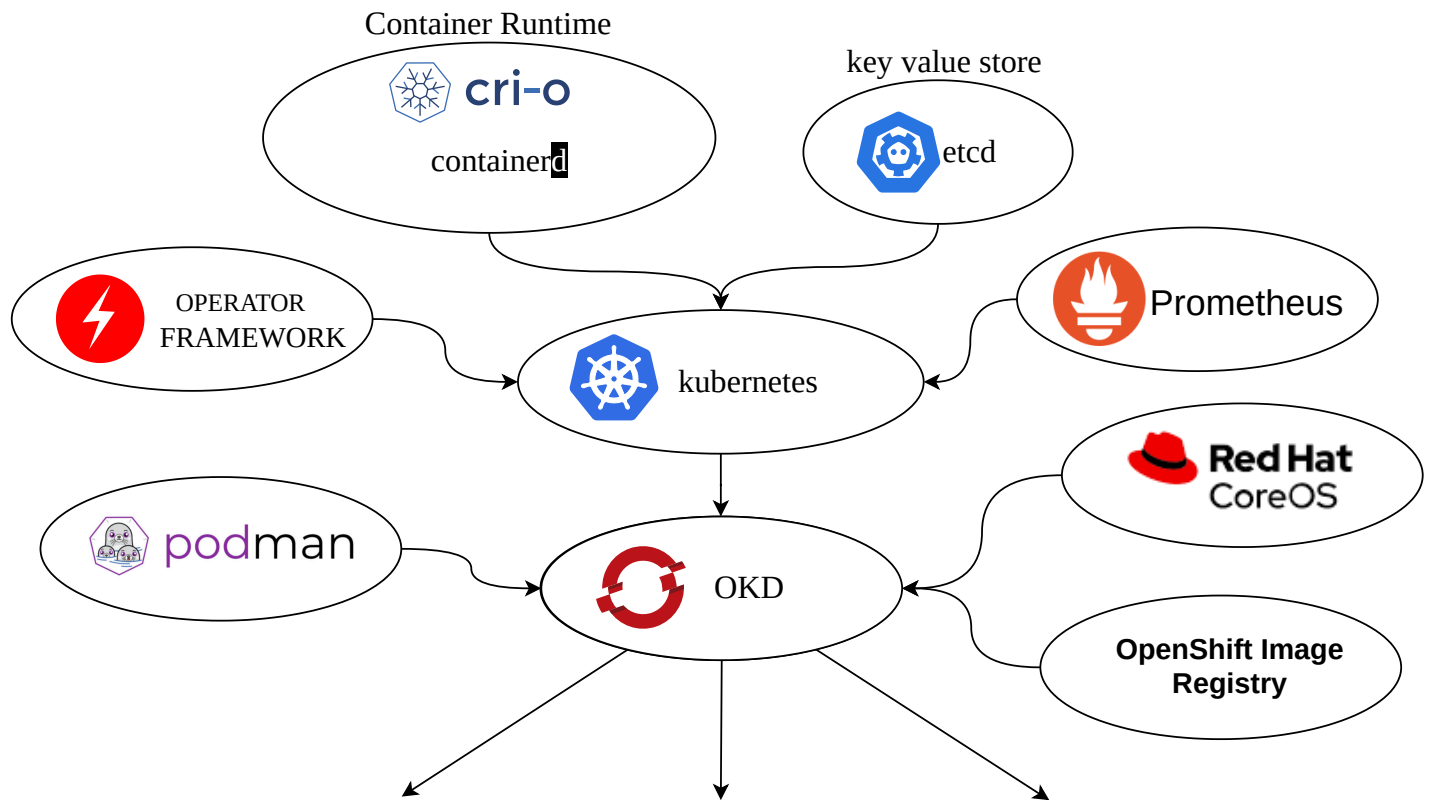 Container Runtime
cri-o
containerd
key value store
etcd
OPERATOR
FRAMEWORK
Prometheus
kubernetes
Red Hat
CoreOS
podman
OKD
OpenShift Image
Registry